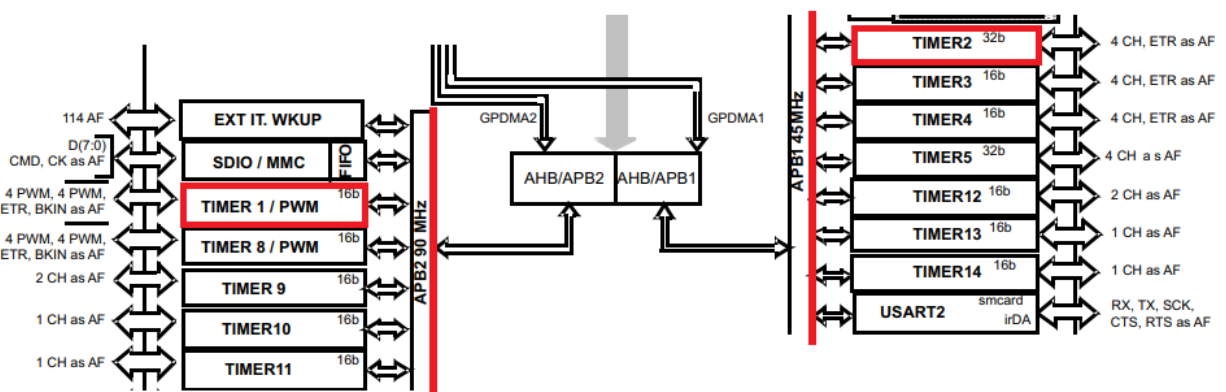 114 AF
EXT IT. WKUP
D(7:0)
CMD, CK as AF
SDIO / MMC
FIFO
4 PWM, 4 PWM,
ETR, BKIN as AF
TIMER 1 / PWM
16b
4 PWM, 4 PWM,
ETR, BKIN as AF
TIMER 8 / PWM
16b
2 CH as AF
TIMER 9
16b
1 CH as AF
TIMER10
16b
1 CH as AF
TIMER11
16b
APB2 90 MHz
GPDMA2
GPDMA1
AHB/APB2
AHB/APB1
APB1 45MHz
TIMER2
32b
4 CH, ETR as AF
TIMER3
16b
4 CH, ETR as AF
TIMER4
16b
4 CH, ETR as AF
TIMER5
32b
4 CH a s AF
TIMER12
16b
2 CH as AF
TIMER13
16b
1 CH as AF
TIMER14
16b
1 CH as AF
USART2
smcard
irDA
RX, TX, SCK,
CTS, RTS as AF